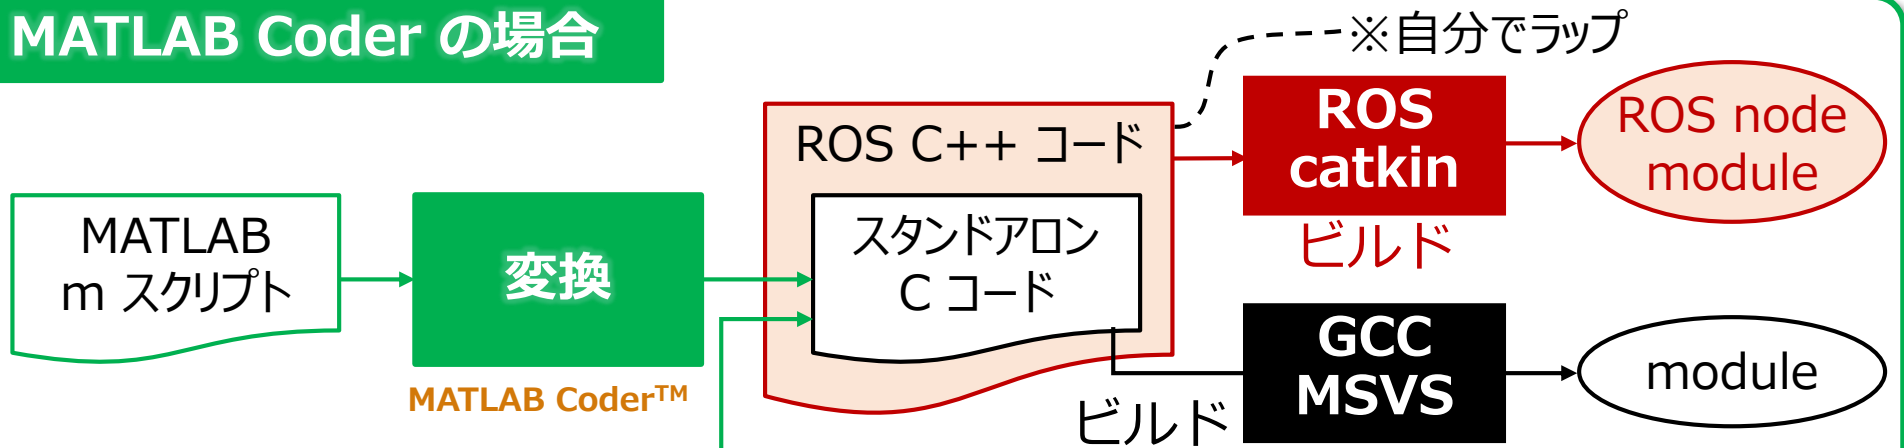 MATLAB Coder の場合
※自分でラップ
ROS C++ コード
ROS
catkin
ROS node
module
MATLAB
m スクリプト
変換
スタンドアロン
C コード
ビルド
GCC
MSVS
module
MATLAB Coder™
ビルド